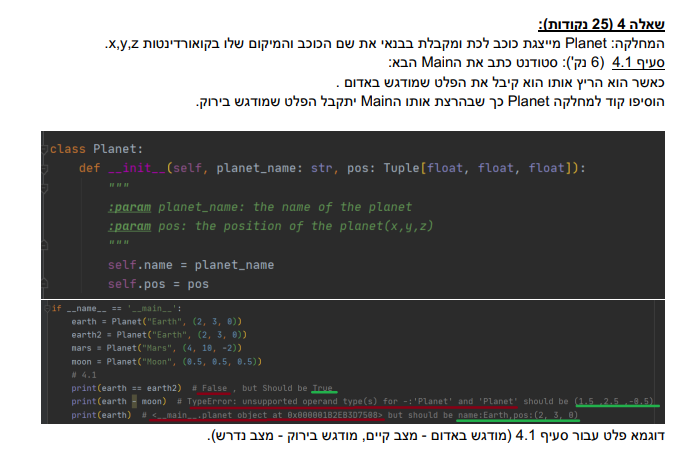 שאלה 4 (25 נקודות):
המחלקה: Planet מייצגת כוכב לכת ומקבלת בבנאי את שם הכוכב והמיקום שלו בקואורדינטות x,y,z.
סעיף 4.1 (6 נק'): סטודנט כתב את הMain הבא:
כאשר הוא הריץ אותו הוא קיבל את הפלט שמודגש באדום .
הוסיפו קוד למחלקה Planet כך שבהרצת אותו הMain יתקבל הפלט שמודגש בירוק.
class Planet:
def __init__(self, planet_name: str, pos: Tuple[float, float, float]):
"""
:param planet_name: the name of the planet
:param pos: the position of the planet(x,y,z)
"""
self.name = planet_name
self.pos = pos
if __name__ == '__main__':
earth = Planet("Earth", (2, 3, 0))
earth2 = Planet("Earth", (2, 3, 0))
mars = Planet("Mars", (4, 10, -2))
moon = Planet("Moon", (0.5, 0.5, 0.5))
# 4.1
print(earth == earth2) # False , but Should be True
print(earth - moon) # TypeError: unsupported operand type(s) for -:'Planet' and 'Planet' should be (1.5 ,2.5 ,-0.5)
print(earth) # <__main__.planet object at 0x000001B2EB3D7508> but should be name:Earth,pos:(2, 3, 0)
דוגמא פלט עבור סעיף 4.1 (מודגש באדום - מצב קיים, מודגש בירוק - מצב נדרש).